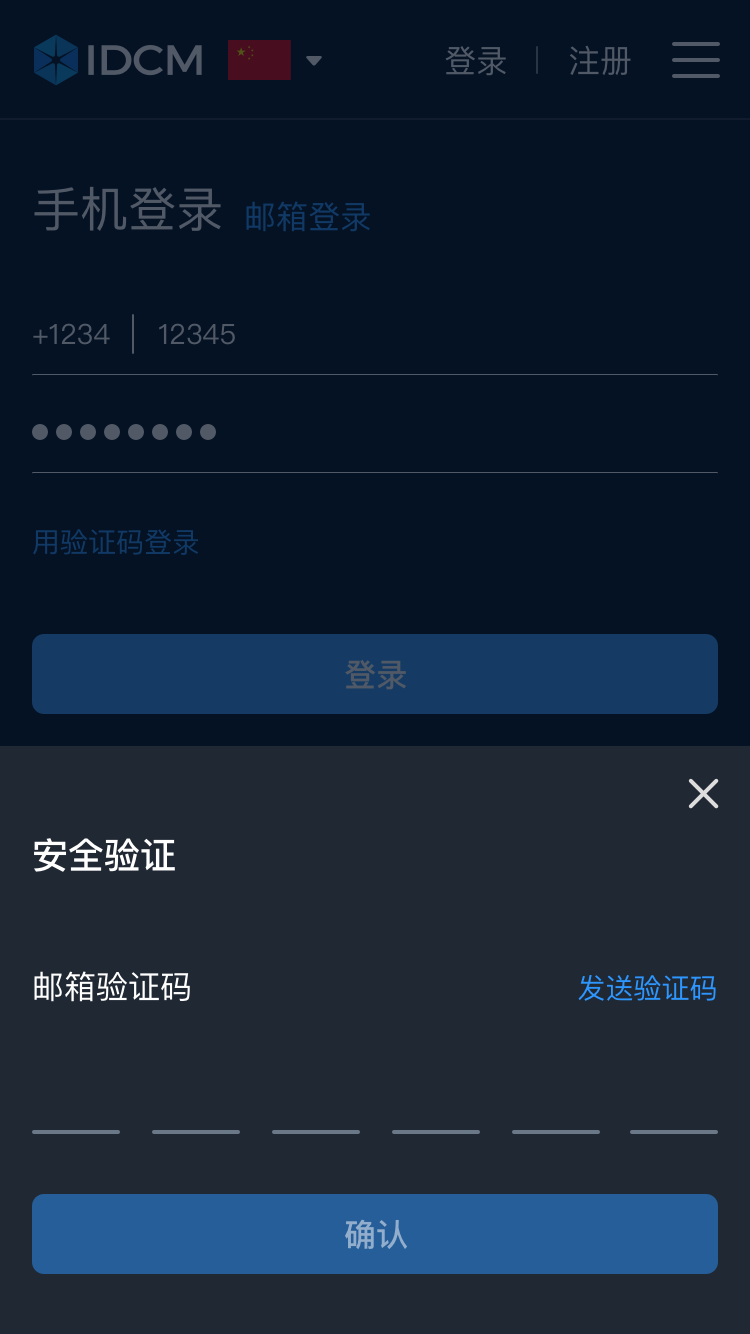 IDCM 登录 注册
手机登录 邮箱登录
+1234 12345
用验证码登录
登录
安全验证
邮箱验证码 发送验证码
确认